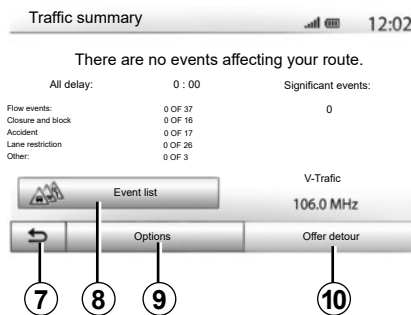 Traffic summary 12:02
There are no events affecting your route.
All delay: 0 : 00 Significant events:
Flow events: 0 OF 37 0
Closure and block 0 OF 16
Accident 0 OF 17
Lane restriction 0 OF 26
Other: 0 OF 3
V-Trafic
Event list
106.0 MHz
Options Offer detour
7 8 9 10